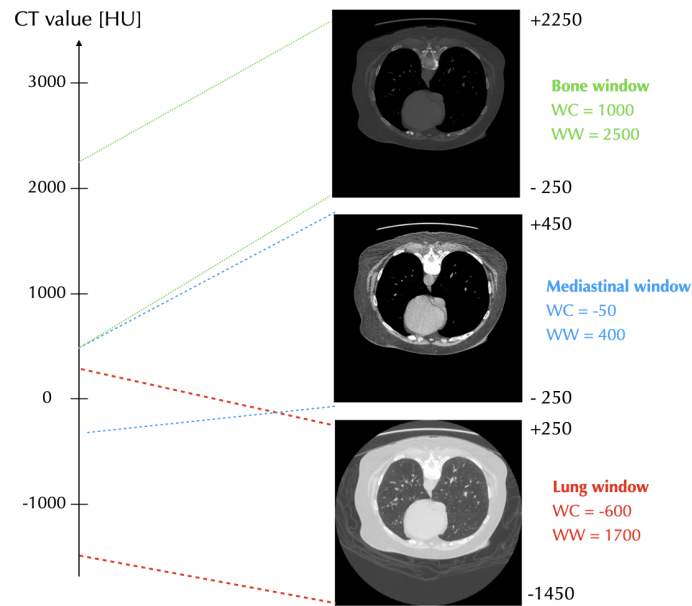 CT value [HU]
3000
2000
1000
0
-1000
+2250
Bone window
WC = 1000
WW = 2500
- 250
+450
Mediastinal window
WC = -50
WW = 400
- 250
+250
Lung window
WC = -600
WW = 1700
-1450